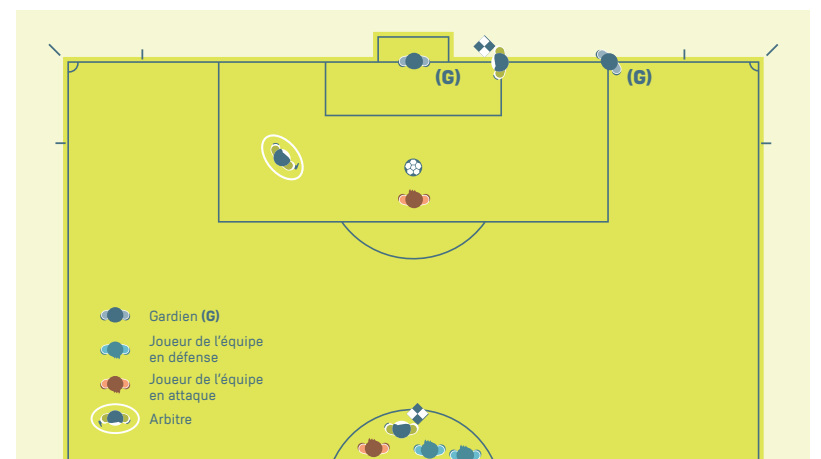 (G)
(G)
Gardien (G)
Joueur de l'équipe
en défense
Joueur de l'équipe
en attaque
Arbitre